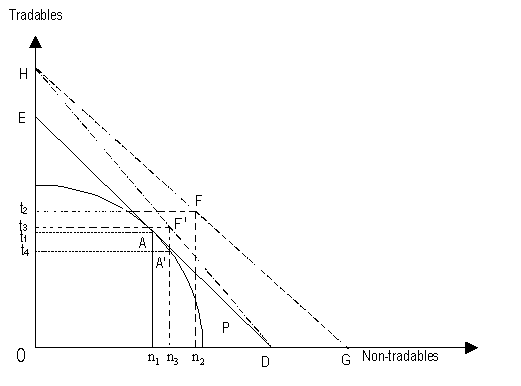 Tradables
H
E
t2
F
t3
F'
t1
A
t4
A'
P
O
n1
n3
n2
D
G
Non-tradables